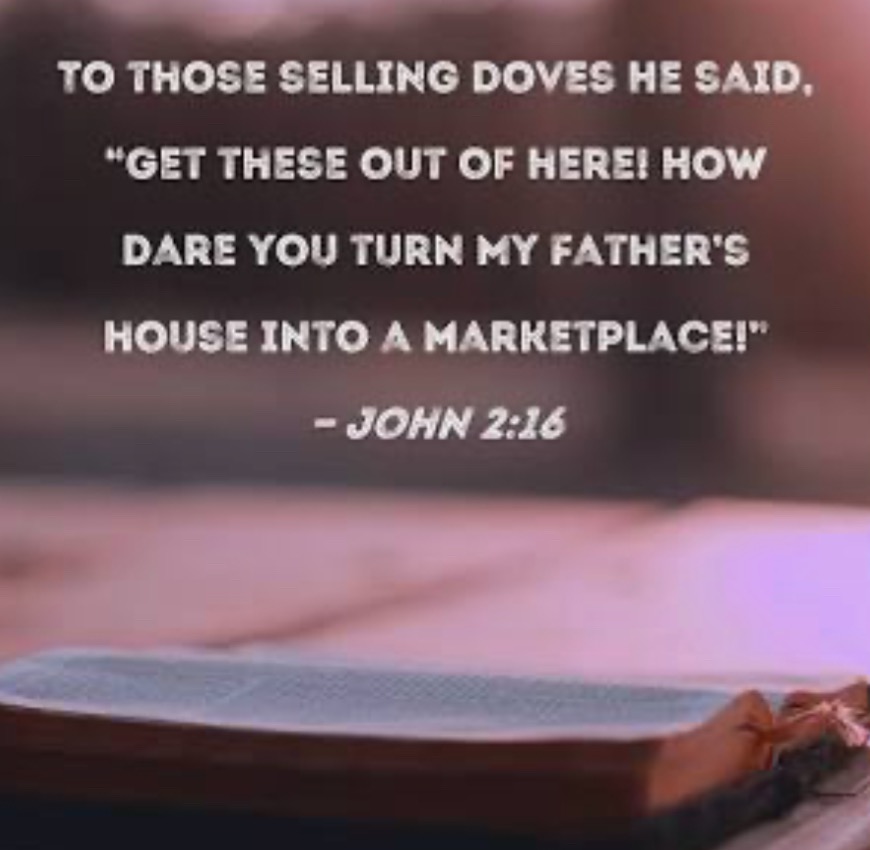 TO THOSE SELLING DOVES HE SAID,
“GET THESE OUT OF HERE! HOW
DARE YOU TURN MY FATHER'S
HOUSE INTO A MARKETPLACE!”
– JOHN 2:16